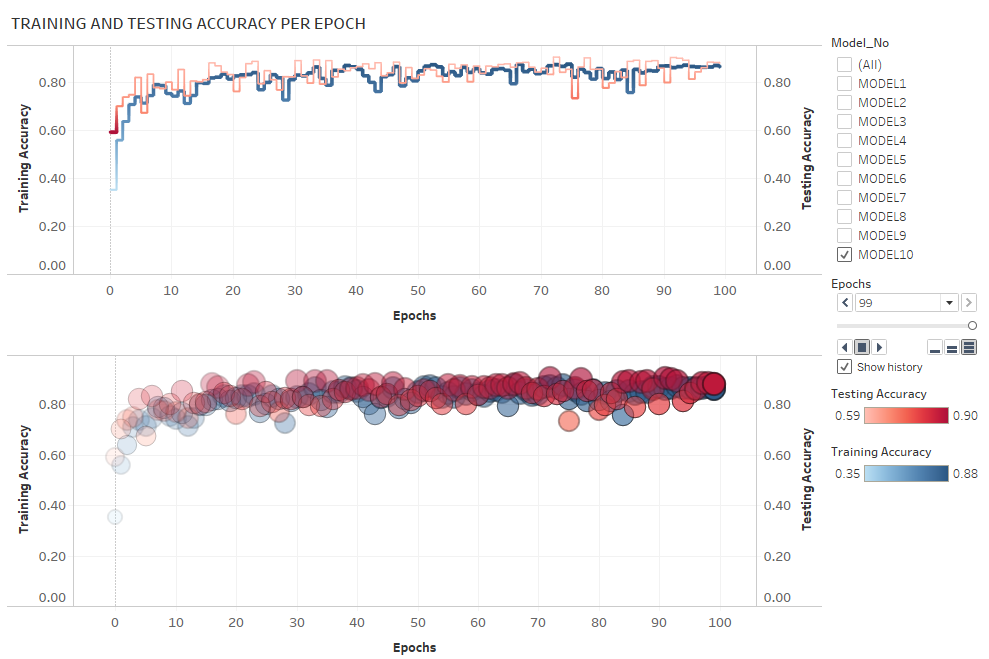 TRAINING AND TESTING ACCURACY PER EPOCH
Training Accuracy
0.80
0.60
0.40
0.20
0.00
0.80
0.60
0.40
0.20
0.00
Testing Accuracy
0 10 20 30 40 50 60 70 80 90 100
Epochs
Training Accuracy
0.80
0.60
0.40
0.20
0.00
0.80
0.60
0.40
0.20
0.00
Testing Accuracy
0 10 20 30 40 50 60 70 80 90 100
Epochs
Model_No
(All)
MODEL1
MODEL2
MODEL3
MODEL4
MODEL5
MODEL6
MODEL7
MODEL8
MODEL9
MODEL10
Epochs
99
Show history
Testing Accuracy
0.59 0.90
Training Accuracy
0.35 0.88